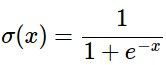 σ(x) = 1 / (1 + e^{-x})